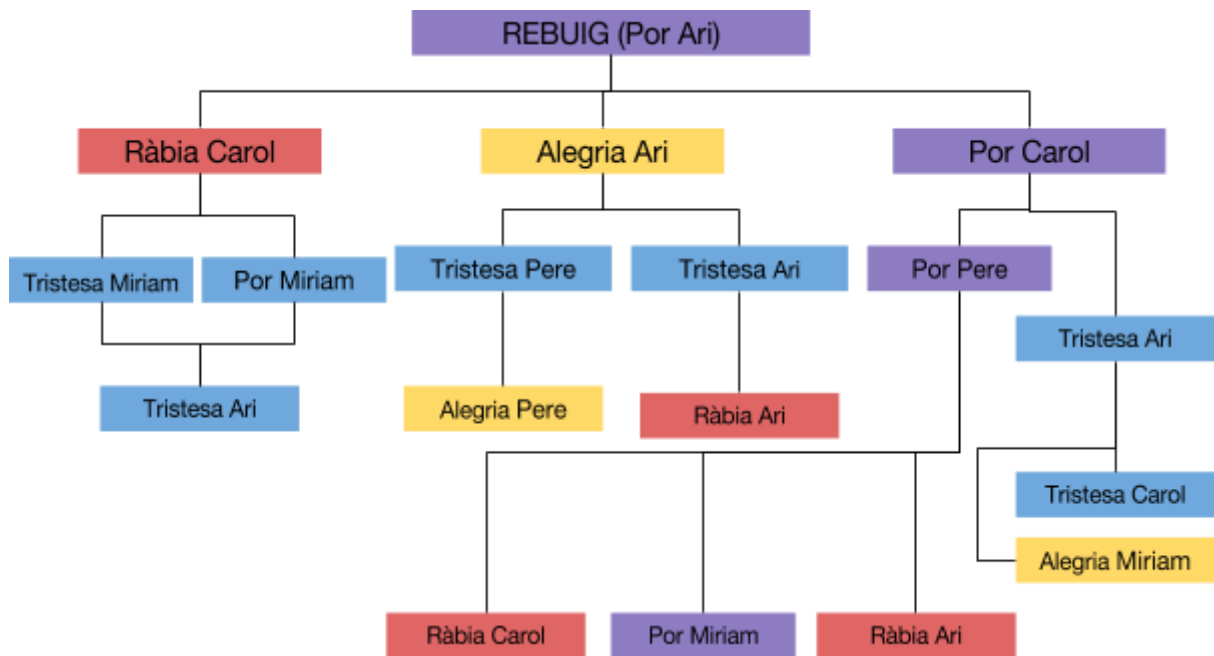 REBUIG (Por Ari)
Ràbia Carol
Alegria Ari
Por Carol
Tristesa Miriam
Por Miriam
Tristesa Pere
Tristesa Ari
Por Pere
Tristesa Ari
Tristesa Ari
Alegria Pere
Ràbia Ari
Tristesa Carol
Alegria Miriam
Ràbia Carol
Por Miriam
Ràbia Ari